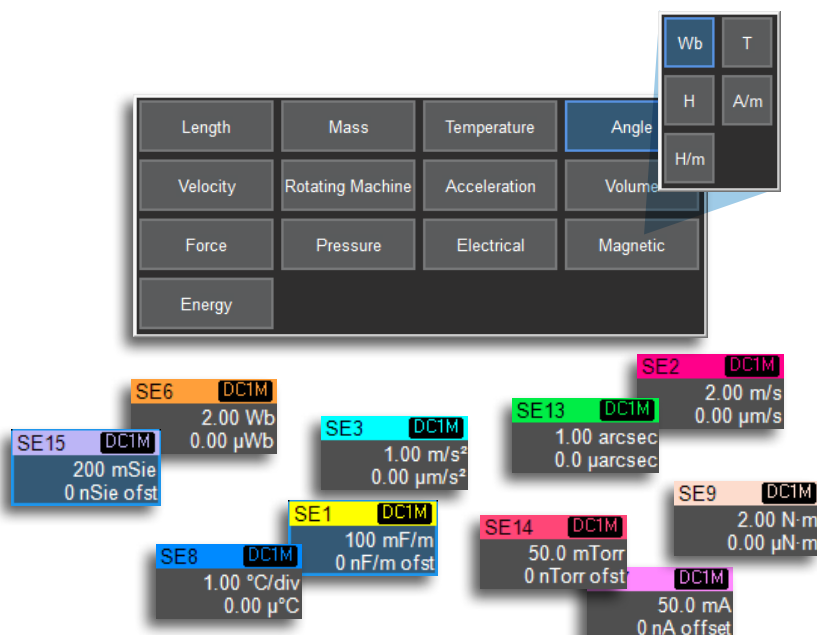 Wb T
H A/m
H/m
Length Mass Temperature Angle
Velocity Rotating Machine Acceleration Volume
Force Pressure Electrical Magnetic
Energy
SE2 DC1M
2.00 m/s
0.00 µm/s
SE6 DC1M
2.00 Wb
0.00 µWb
SE13 DC1M
1.00 arcsec
0.0 µarcsec
SE3 DC1M
1.00 m/s²
0.00 µm/s²
SE15 DC1M
200 mSie
0 nSie ofst
SE9 DC1M
2.00 N·m
0.00 µN·m
SE1 DC1M
100 mF/m
0 nF/m ofst
SE14 DC1M
50.0 mTorr
0 nTorr ofst
SE8 DC1M
1.00 °C/div
0.00 µ°C
DC1M
50.0 mA
0 nA offset